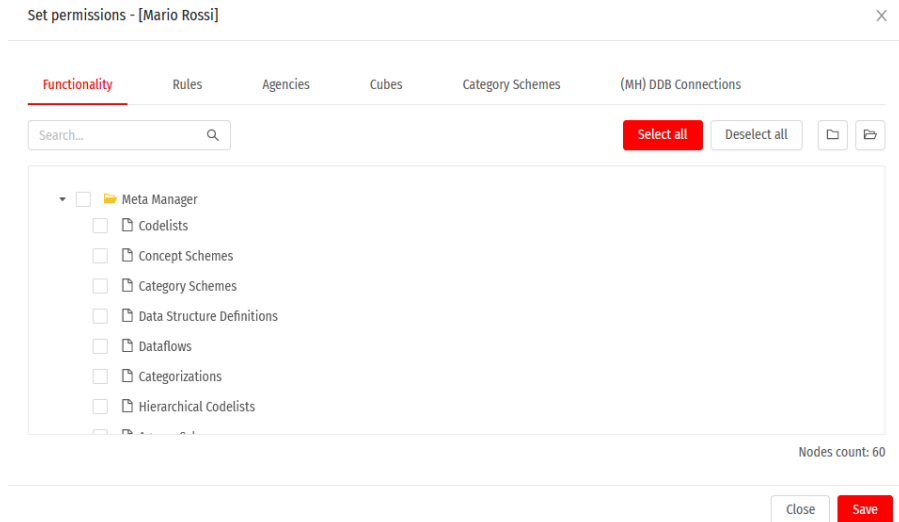 Set permissions - [Mario Rossi]
Functionality Rules Agencies Cubes Category Schemes (MH) DDB Connections
Search... Select all Deselect all
Meta Manager
Codelists
Concept Schemes
Category Schemes
Data Structure Definitions
Dataflows
Categorizations
Hierarchical Codelists
Nodes count: 60
Close Save